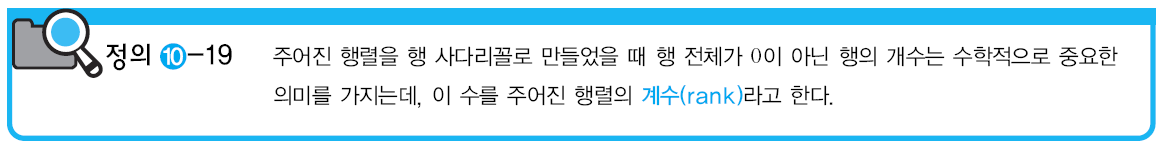 정의 10-19 주어진 행렬을 행 사다리꼴로 만들었을 때 행 전체가 0이 아닌 행의 개수는 수학적으로 중요한
의미를 가지는데, 이 수를 주어진 행렬의 계수(rank)라고 한다.